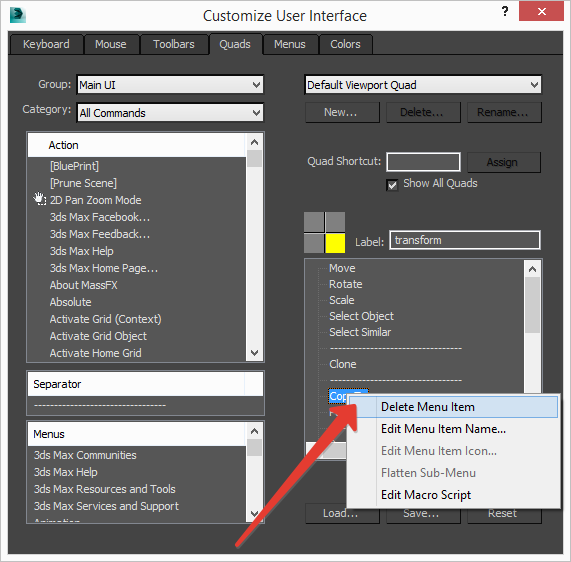 Customize User Interface
?
Keyboard
Mouse
Toolbars
Quads
Menus
Colors
Group:
Main UI
Category:
All Commands
Action
[BluePrint]
[Prune Scene]
2D Pan Zoom Mode
3ds Max Facebook...
3ds Max Feedback...
3ds Max Help
3ds Max Home Page...
About MassFX
Absolute
Activate Grid (Context)
Activate Grid Object
Activate Home Grid
Separator
---------------------------------
Menus
3ds Max Communities
3ds Max Help
3ds Max Resources and Tools
3ds Max Services and Support
Animation
Default Viewport Quad
New...
Delete...
Rename...
Quad Shortcut:
Assign
Show All Quads
Label:
transform
Move
Rotate
Scale
Select Object
Select Similar
---------------------------------
Clone
---------------------------------
Delete Menu Item
Edit Menu Item Name...
Edit Menu Item Icon...
Flatten Sub-Menu
Edit Macro Script
Load...
Save...
Reset